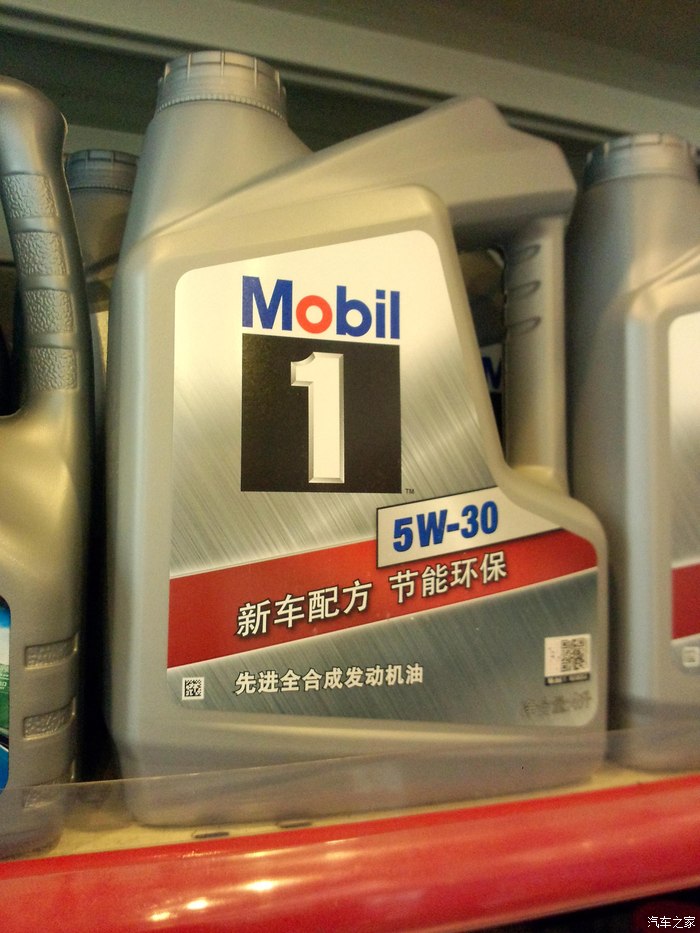 Mobil
1
TM
5W-30
新车配方 节能环保
先进全合成发动机油
汽车之家